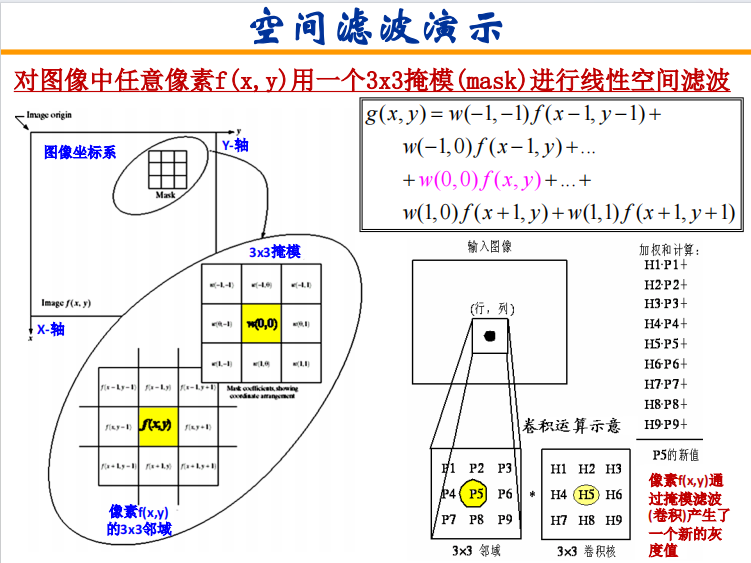 空间滤波演示
对图像中任意像素f(x,y)用一个3x3掩模(mask)进行线性空间滤波
Image origin
y
Y-轴
图像坐标系
Mask
3x3掩模
Image f(x, y)
X-轴
x
w(−1,−1) w(−1,0) w(−1,1)
w(0,−1) w(0,0) w(0,1)
w(1,−1) w(1,0) w(1,1)
Mask coefficients, showing
coordinate arrangement
f(x−1,y−1) f(x−1,y) f(x−1,y+1)
f(x,y−1) f(x,y) f(x,y+1)
f(x+1,y−1) f(x+1,y) f(x+1,y+1)
像素f(x,y)
的3x3邻域
g(x, y) = w(−1,−1)f(x−1, y−1)+
w(−1,0)f(x−1, y)+...
+w(0,0)f(x, y)+...+
w(1,0)f(x+1, y)+w(1,1)f(x+1, y+1)
输入图像
(行，列)
卷积运算示意
P1 P2 P3
P4 P5 P6
P7 P8 P9
3×3 邻域
*
H1 H2 H3
H4 H5 H6
H7 H8 H9
3×3 卷积核
加权和计算：
H1·P1+
H2·P2+
H3·P3+
H4·P4+
H5·P5+
H6·P6+
H7·P7+
H8·P8+
H9·P9+
P5的新值
像素f(x,y)通
过掩模滤波
(卷积)产生了
一个新的灰
度值